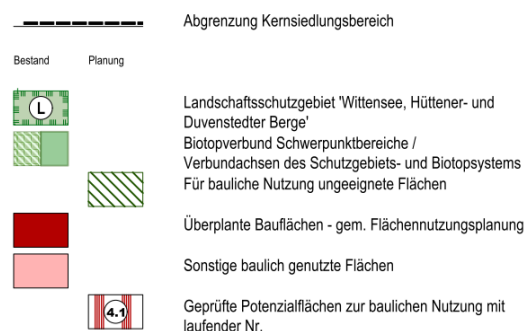 Abgrenzung Kernsiedlungsbereich
Bestand Planung
L
Landschaftsschutzgebiet 'Wittensee, Hüttener- und
Duvenstedter Berge'
Biotopverbund Schwerpunktbereiche /
Verbundachsen des Schutzgebiets- und Biotopsystems
Für bauliche Nutzung ungeeignete Flächen
Überplante Bauflächen - gem. Flächennutzungsplanung
Sonstige baulich genutzte Flächen
4.1
Geprüfte Potenzialflächen zur baulichen Nutzung mit
laufender Nr.